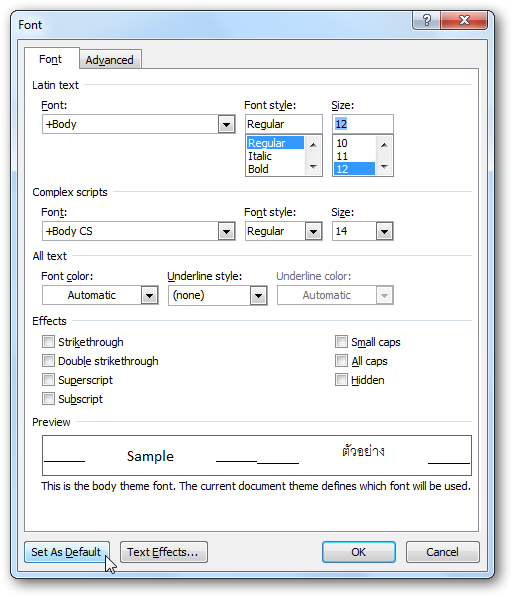 Font
Font Advanced
Latin text
Font: Font style: Size:
+Body Regular 12
Regular 10
Italic 11
Bold 12
Complex scripts
Font: Font style: Size:
+Body CS Regular 14
All text
Font color: Underline style: Underline color:
Automatic (none) Automatic
Effects
Strikethrough Small caps
Double strikethrough All caps
Superscript Hidden
Subscript
Preview
Sample ตัวอย่าง
This is the body theme font. The current document theme defines which font will be used.
Set As Default Text Effects... OK Cancel